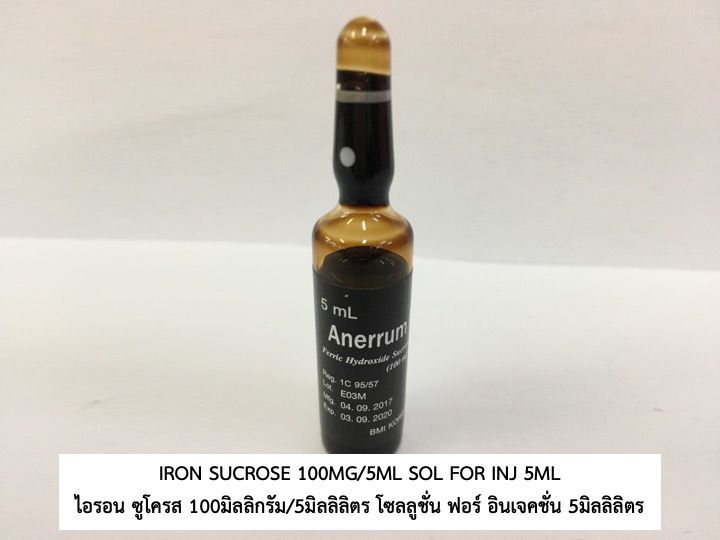 5 mL
Anerrum
Ferric Hydroxide
(100
Reg. 1C 95/57
Lot. E03M
Mfg. 04. 09. 2017
Exp. 03. 09. 2020
BMI
IRON SUCROSE 100MG/5ML SOL FOR INJ 5ML
ไอรอน ซูโครส 100มิลลิกรัม/5มิลลิลิตร โซลลูชั่น ฟอร์ อินเจคชั่น 5มิลลิลิตร